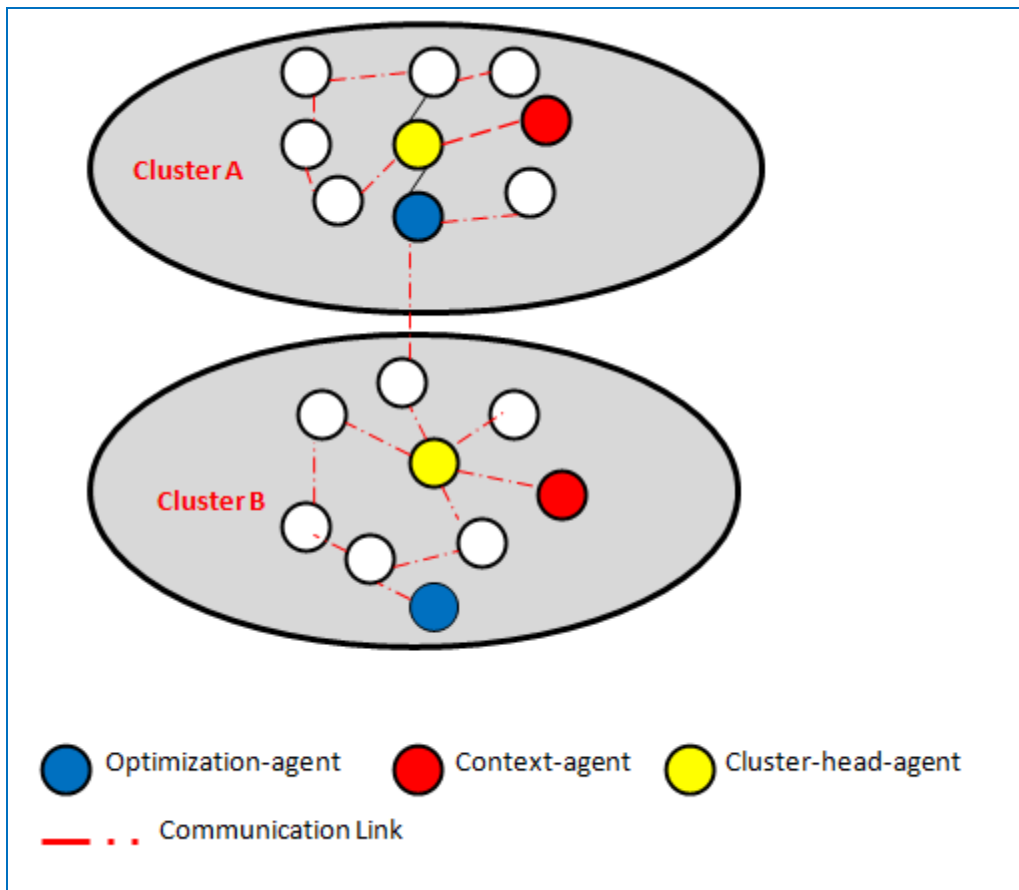 Cluster A
Cluster B
Optimization-agent
Context-agent
Cluster-head-agent
Communication Link